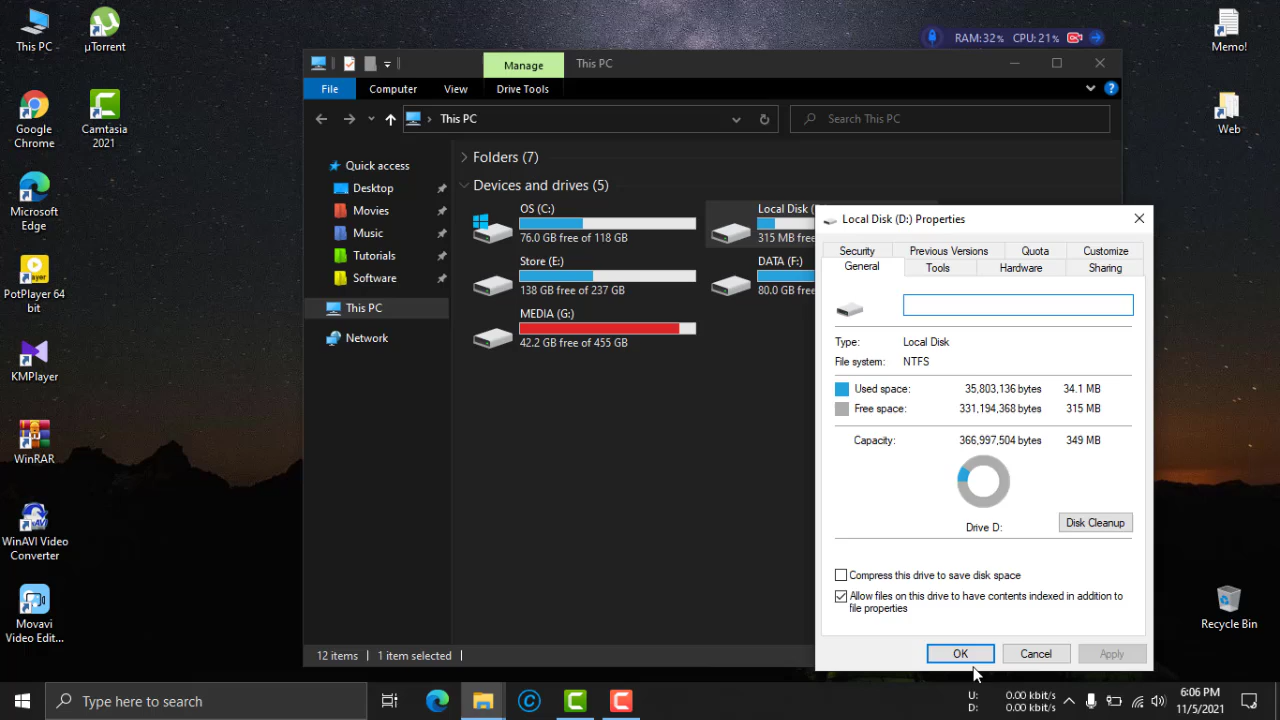 This PC
µTorrent
Google
Chrome
Camtasia
2021
Microsoft
Edge
PotPlayer 64
bit
KMPlayer
WinRAR
WinAVI Video
Converter
Movavi
Video Edit...
RAM:32% CPU:21%
Memo!
Web
Recycle Bin
Manage
This PC
File
Computer
View
Drive Tools
This PC
Search This PC
Quick access
Desktop
Movies
Music
Tutorials
Software
This PC
Network
Folders (7)
Devices and drives (5)
OS (C:)
76.0 GB free of 118 GB
Local Disk (
315 MB free
Store (E:)
138 GB free of 237 GB
DATA (F:)
80.0 GB free
MEDIA (G:)
42.2 GB free of 455 GB
12 items
1 item selected
Local Disk (D:) Properties
Security
Previous Versions
Quota
Customize
General
Tools
Hardware
Sharing
Type: Local Disk
File system: NTFS
Used space: 35,803,136 bytes 34.1 MB
Free space: 331,194,368 bytes 315 MB
Capacity: 366,997,504 bytes 349 MB
Drive D:
Disk Cleanup
Compress this drive to save disk space
Allow files on this drive to have contents indexed in addition to
file properties
OK
Cancel
Apply
Type here to search
U: 0.00 kbit/s
D: 0.00 kbit/s
6:06 PM
11/5/2021